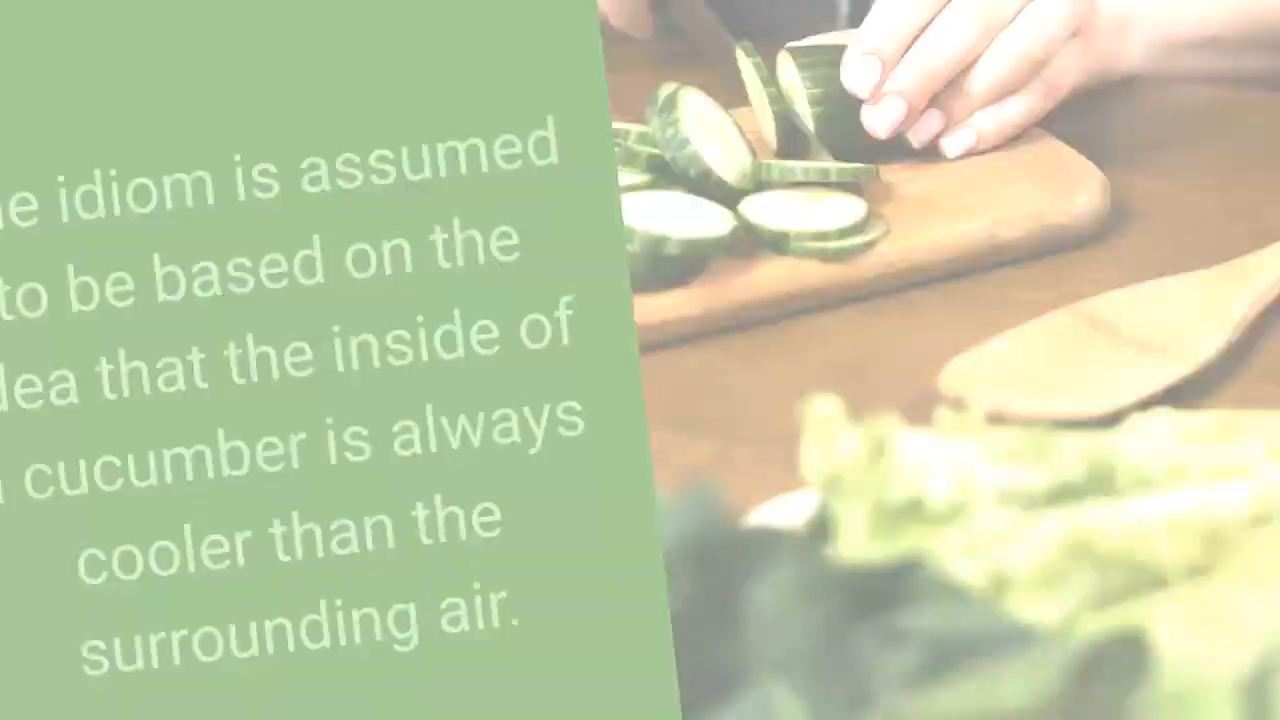 idiom is assumed
to be based on the
that the inside of
cucumber is always
cooler than the
surrounding air.